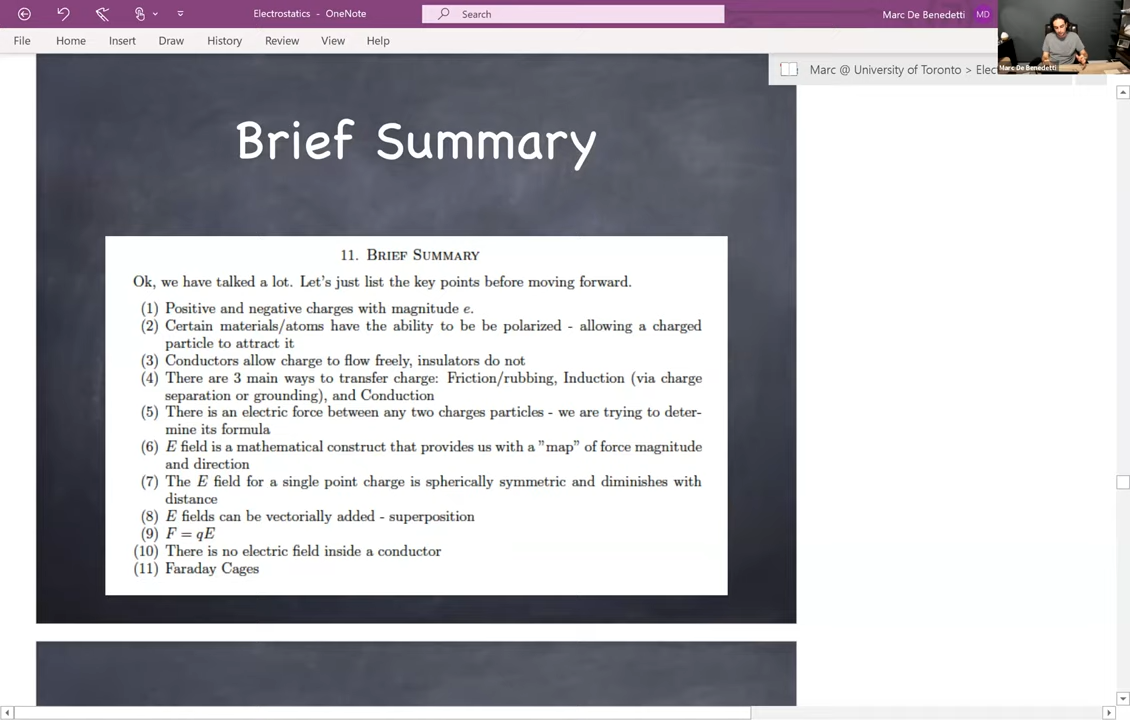 Electrostatics - OneNote
Search
Marc De Benedetti
MD
File Home Insert Draw History Review View Help
Marc @ University of Toronto > Elec
Marc De Benedetti
Brief Summary
11. Brief Summary
Ok, we have talked a lot. Let's just list the key points before moving forward.
(1) Positive and negative charges with magnitude e.
(2) Certain materials/atoms have the ability to be be polarized - allowing a charged
particle to attract it
(3) Conductors allow charge to flow freely, insulators do not
(4) There are 3 main ways to transfer charge: Friction/rubbing, Induction (via charge
separation or grounding), and Conduction
(5) There is an electric force between any two charges particles - we are trying to deter-
mine its formula
(6) E field is a mathematical construct that provides us with a "map" of force magnitude
and direction
(7) The E field for a single point charge is spherically symmetric and diminishes with
distance
(8) E fields can be vectorially added - superposition
(9) F = qE
(10) There is no electric field inside a conductor
(11) Faraday Cages